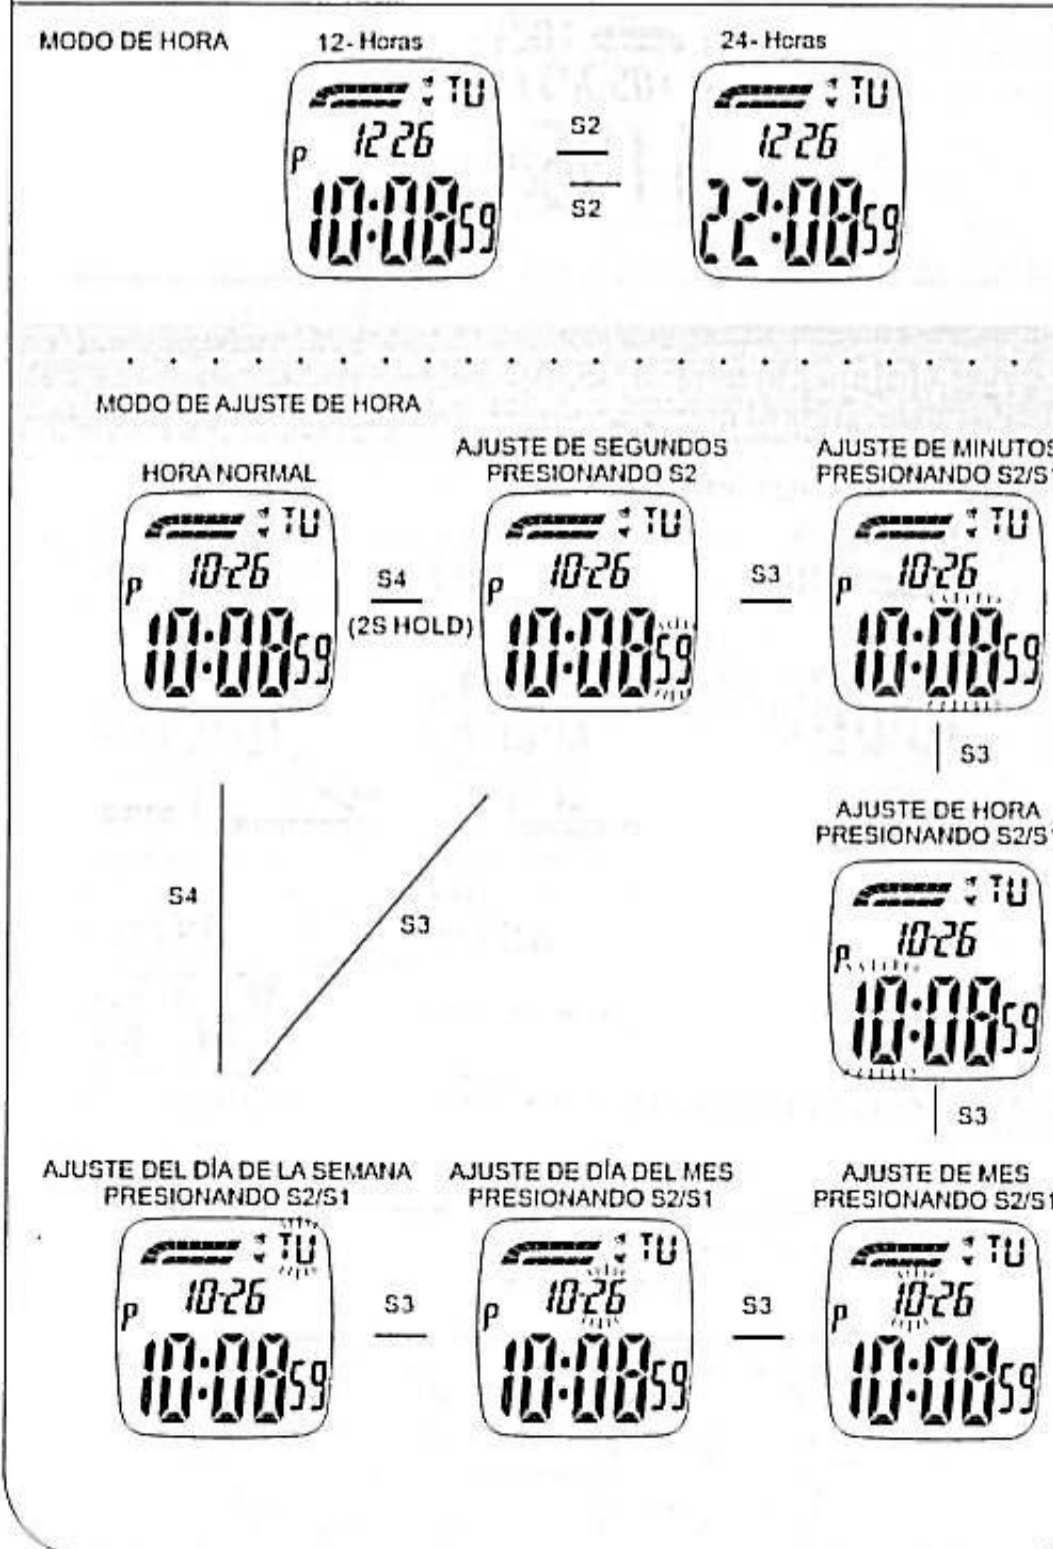 MODO DE HORA 12- Horas 24- Horas
TU TU
12 26 S2 12 26
P
10:08 59 S2 22:08 59
MODO DE AJUSTE DE HORA
HORA NORMAL
AJUSTE DE SEGUNDOS
PRESIONANDO S2
AJUSTE DE MINUTOS
PRESIONANDO S2/S1
TU TU TU
10-26 10-26 10-26
P S4 P S3 P
(2S HOLD)
10:08 59 10:08 59 10:08 59
S3
AJUSTE DE HORA
PRESIONANDO S2/S1
S4
S3
TU
10-26
P
10:08 59
S3
AJUSTE DEL DÍA DE LA SEMANA
PRESIONANDO S2/S1
AJUSTE DE DÍA DEL MES
PRESIONANDO S2/S1
AJUSTE DE MES
PRESIONANDO S2/S1
TU TU TU
10-26 10-26 10-26
P S3 P S3 P
10:08 59 10:08 59 10:08 59